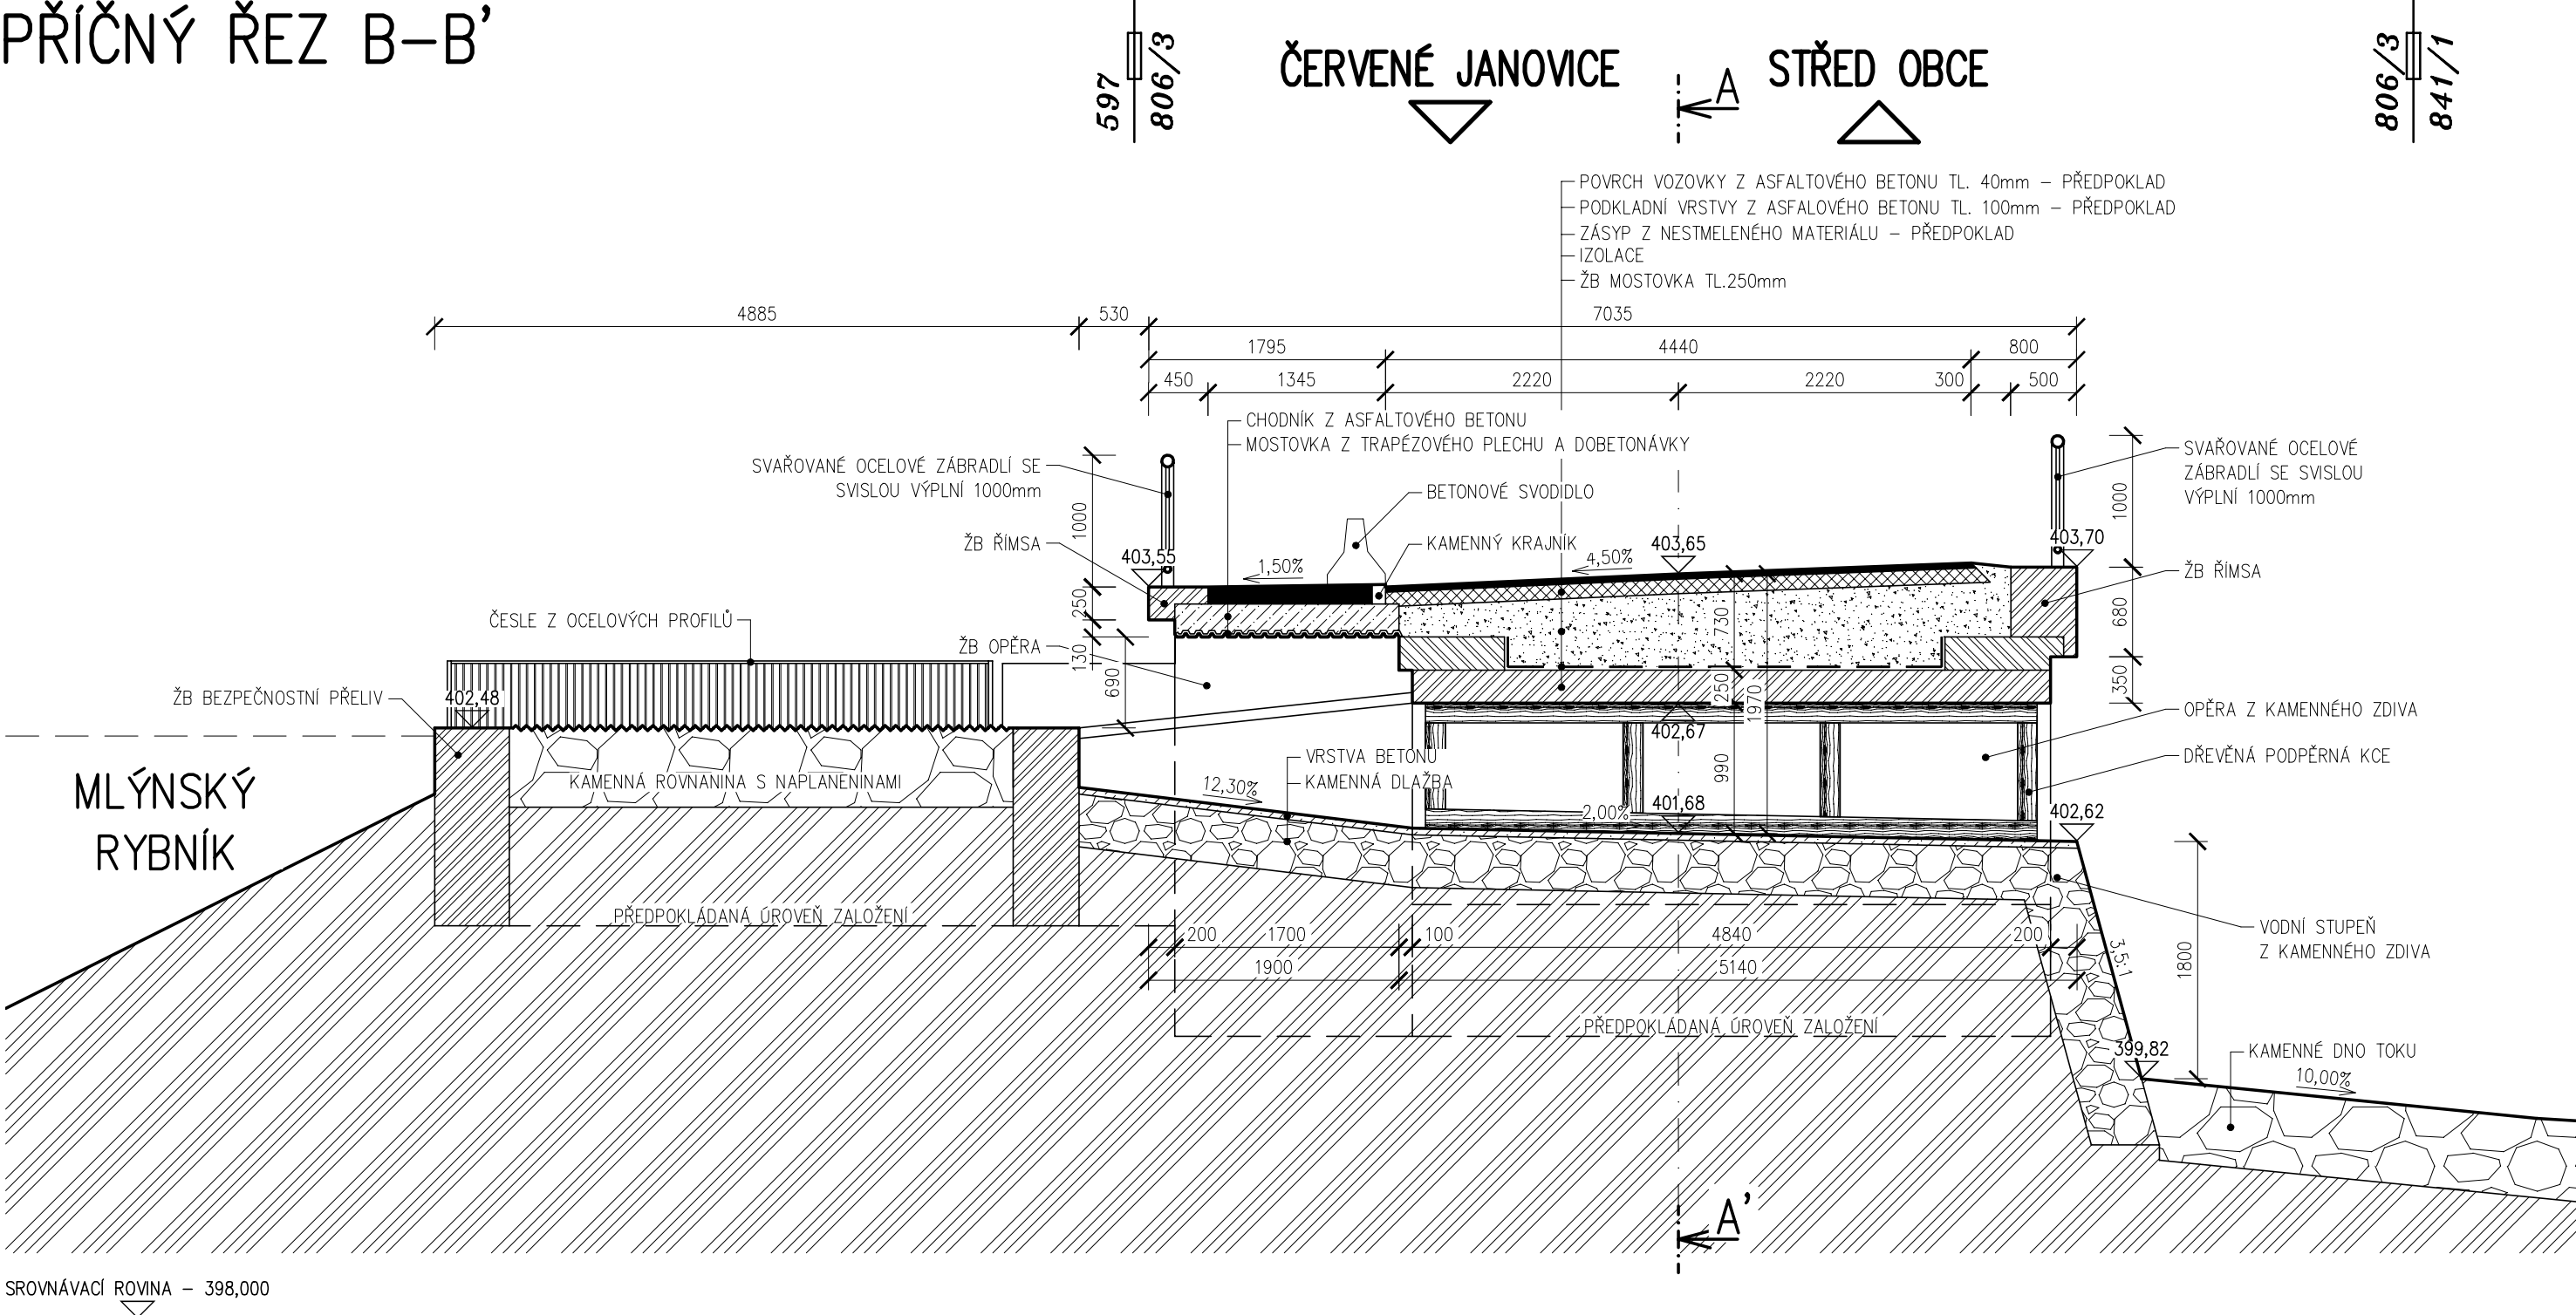 PŘÍČNÝ ŘEZ B-B'
597
806/3
ČERVENÉ JANOVICE
A
STŘED OBCE
806/3
841/1
POVRCH VOZOVKY Z ASFALTOVÉHO BETONU TL. 40mm – PŘEDPOKLAD
PODKLADNÍ VRSTVY Z ASFALOVÉHO BETONU TL. 100mm – PŘEDPOKLAD
ZÁSYP Z NESTMELENÉHO MATERIÁLU – PŘEDPOKLAD
IZOLACE
ŽB MOSTOVKA TL.250mm
4885
530
7035
1795
4440
800
450
1345
2220
2220
300
500
CHODNÍK Z ASFALTOVÉHO BETONU
MOSTOVKA Z TRAPÉZOVÉHO PLECHU A DOBETONÁVKY
SVAŘOVANÉ OCELOVÉ ZÁBRADLÍ SE
SVISLOU VÝPLNÍ 1000mm
1000
BETONOVÉ SVODIDLO
SVAŘOVANÉ OCELOVÉ
ZÁBRADLÍ SE SVISLOU
VÝPLNÍ 1000mm
1000
ŽB ŘÍMSA
403,55
1,50%
KAMENNÝ KRAJNÍK
4,50%
403,65
403,70
ŽB ŘÍMSA
250
680
ČESLE Z OCELOVÝCH PROFILŮ
ŽB OPĚRA
130
690
730
250
1970
350
ŽB BEZPEČNOSTNÍ PŘELIV
402,48
402,67
OPĚRA Z KAMENNÉHO ZDIVA
VRSTVA BETONU
KAMENNÁ DLAŽBA
990
DŘEVĚNÁ PODPĚRNÁ KCE
MLÝNSKÝ
RYBNÍK
KAMENNÁ ROVNANINA S NAPLANENINAMI
12,30%
2,00%
401,68
402,62
PŘEDPOKLÁDANÁ ÚROVEŇ ZALOŽENÍ
200
1700
100
4840
200
1900
5140
3,5:1
1800
VODNÍ STUPEŇ
Z KAMENNÉHO ZDIVA
PŘEDPOKLÁDANÁ ÚROVEŇ ZALOŽENÍ
399,82
KAMENNÉ DNO TOKU
10,00%
A'
SROVNÁVACÍ ROVINA – 398,000